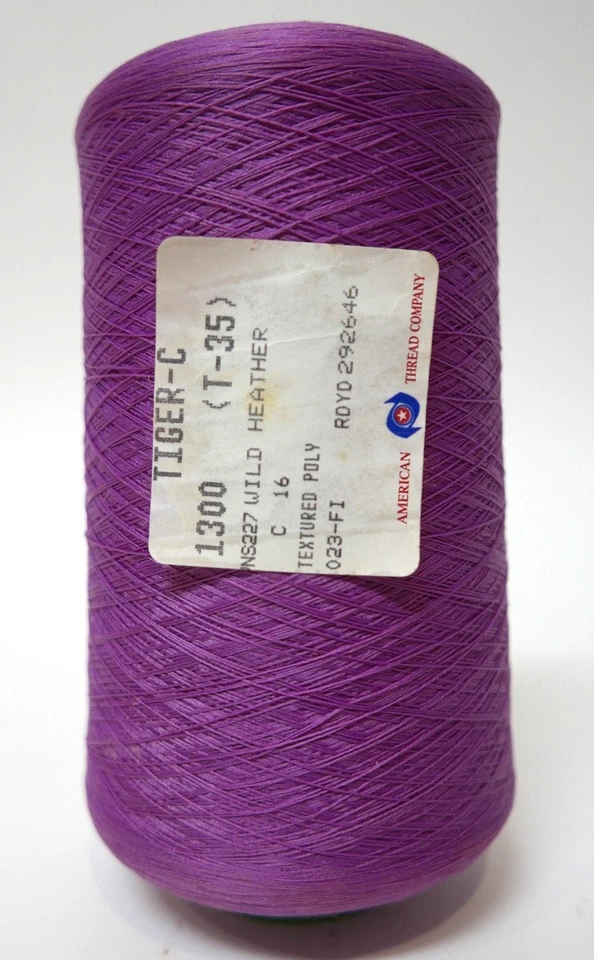 TIGER-C
1300 (T-35)
NS227 WILD HEATHER
C 16
TEXTURED POLY RDYD 292646
023-FI
AMERICAN THREAD COMPANY